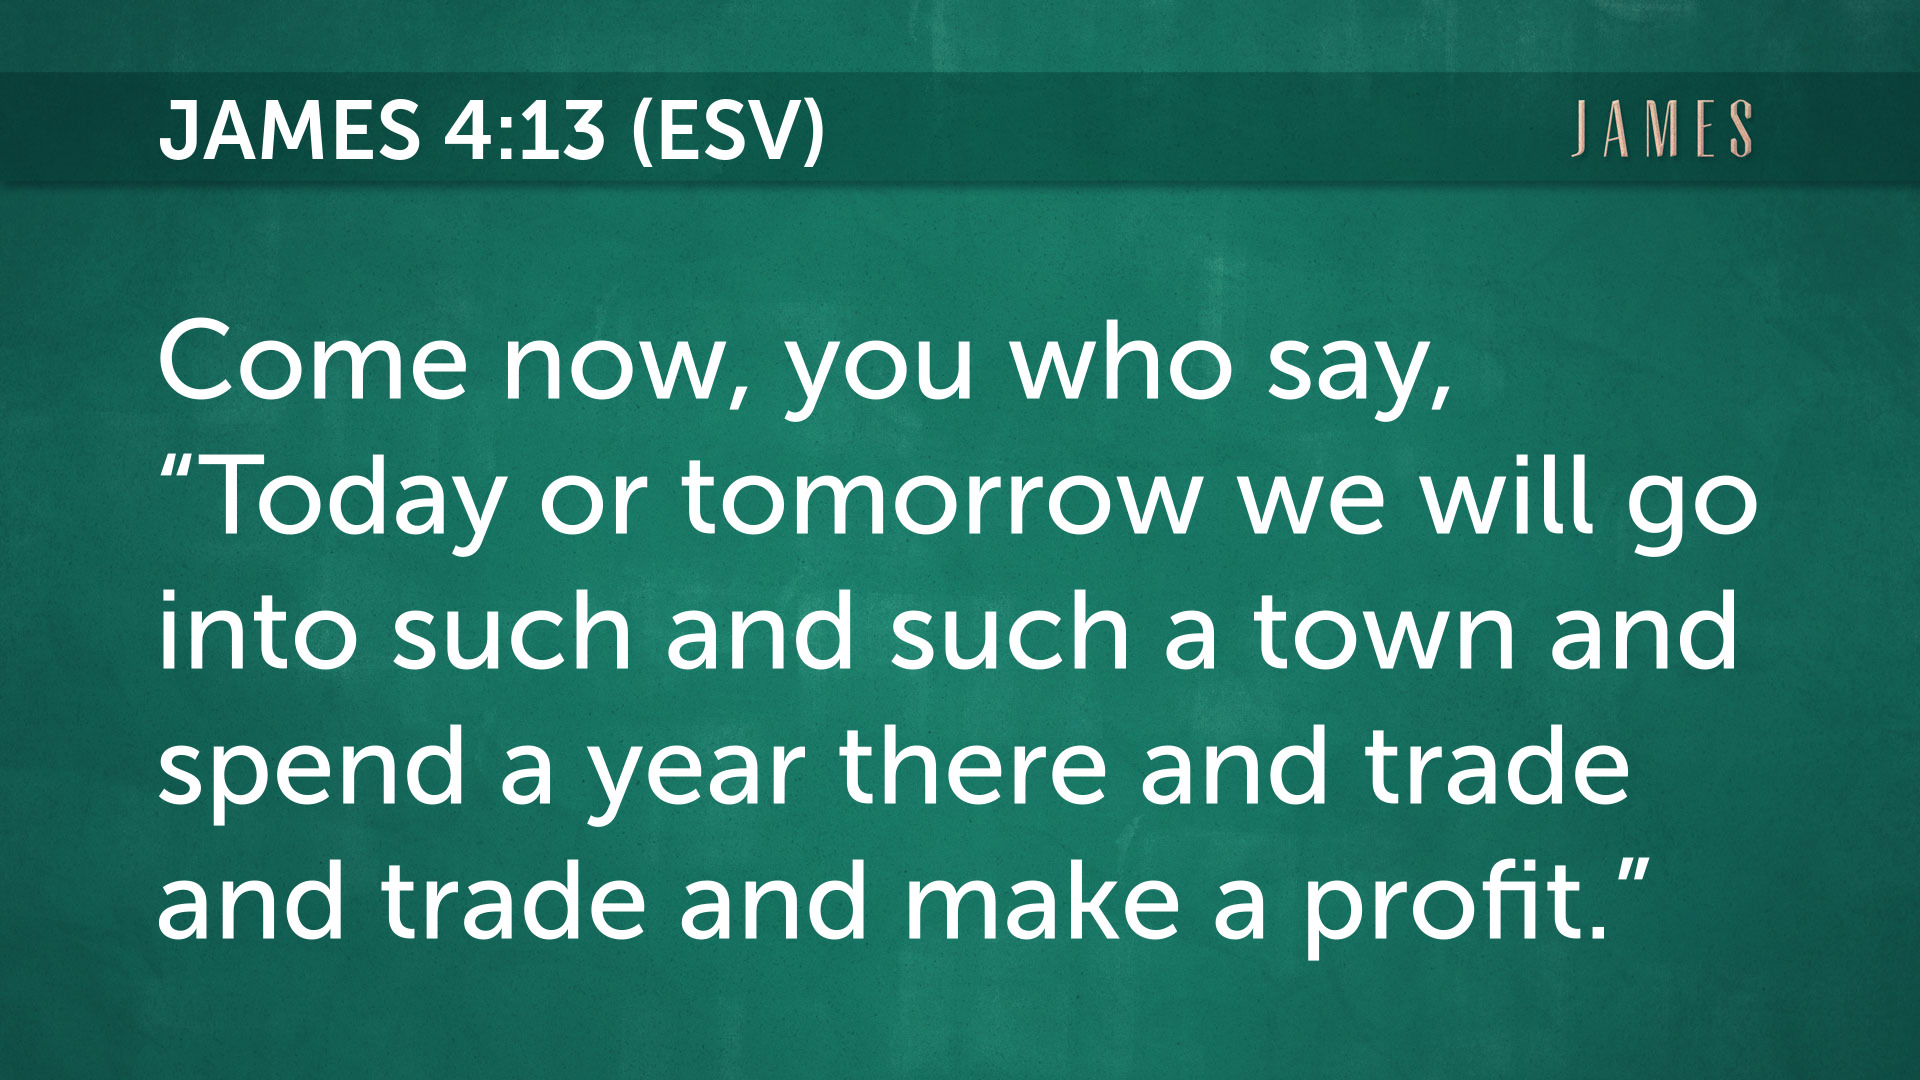 JAMES 4:13 (ESV)
JAMES
Come now, you who say,
“Today or tomorrow we will go
into such and such a town and
spend a year there and trade
and trade and make a profit.”